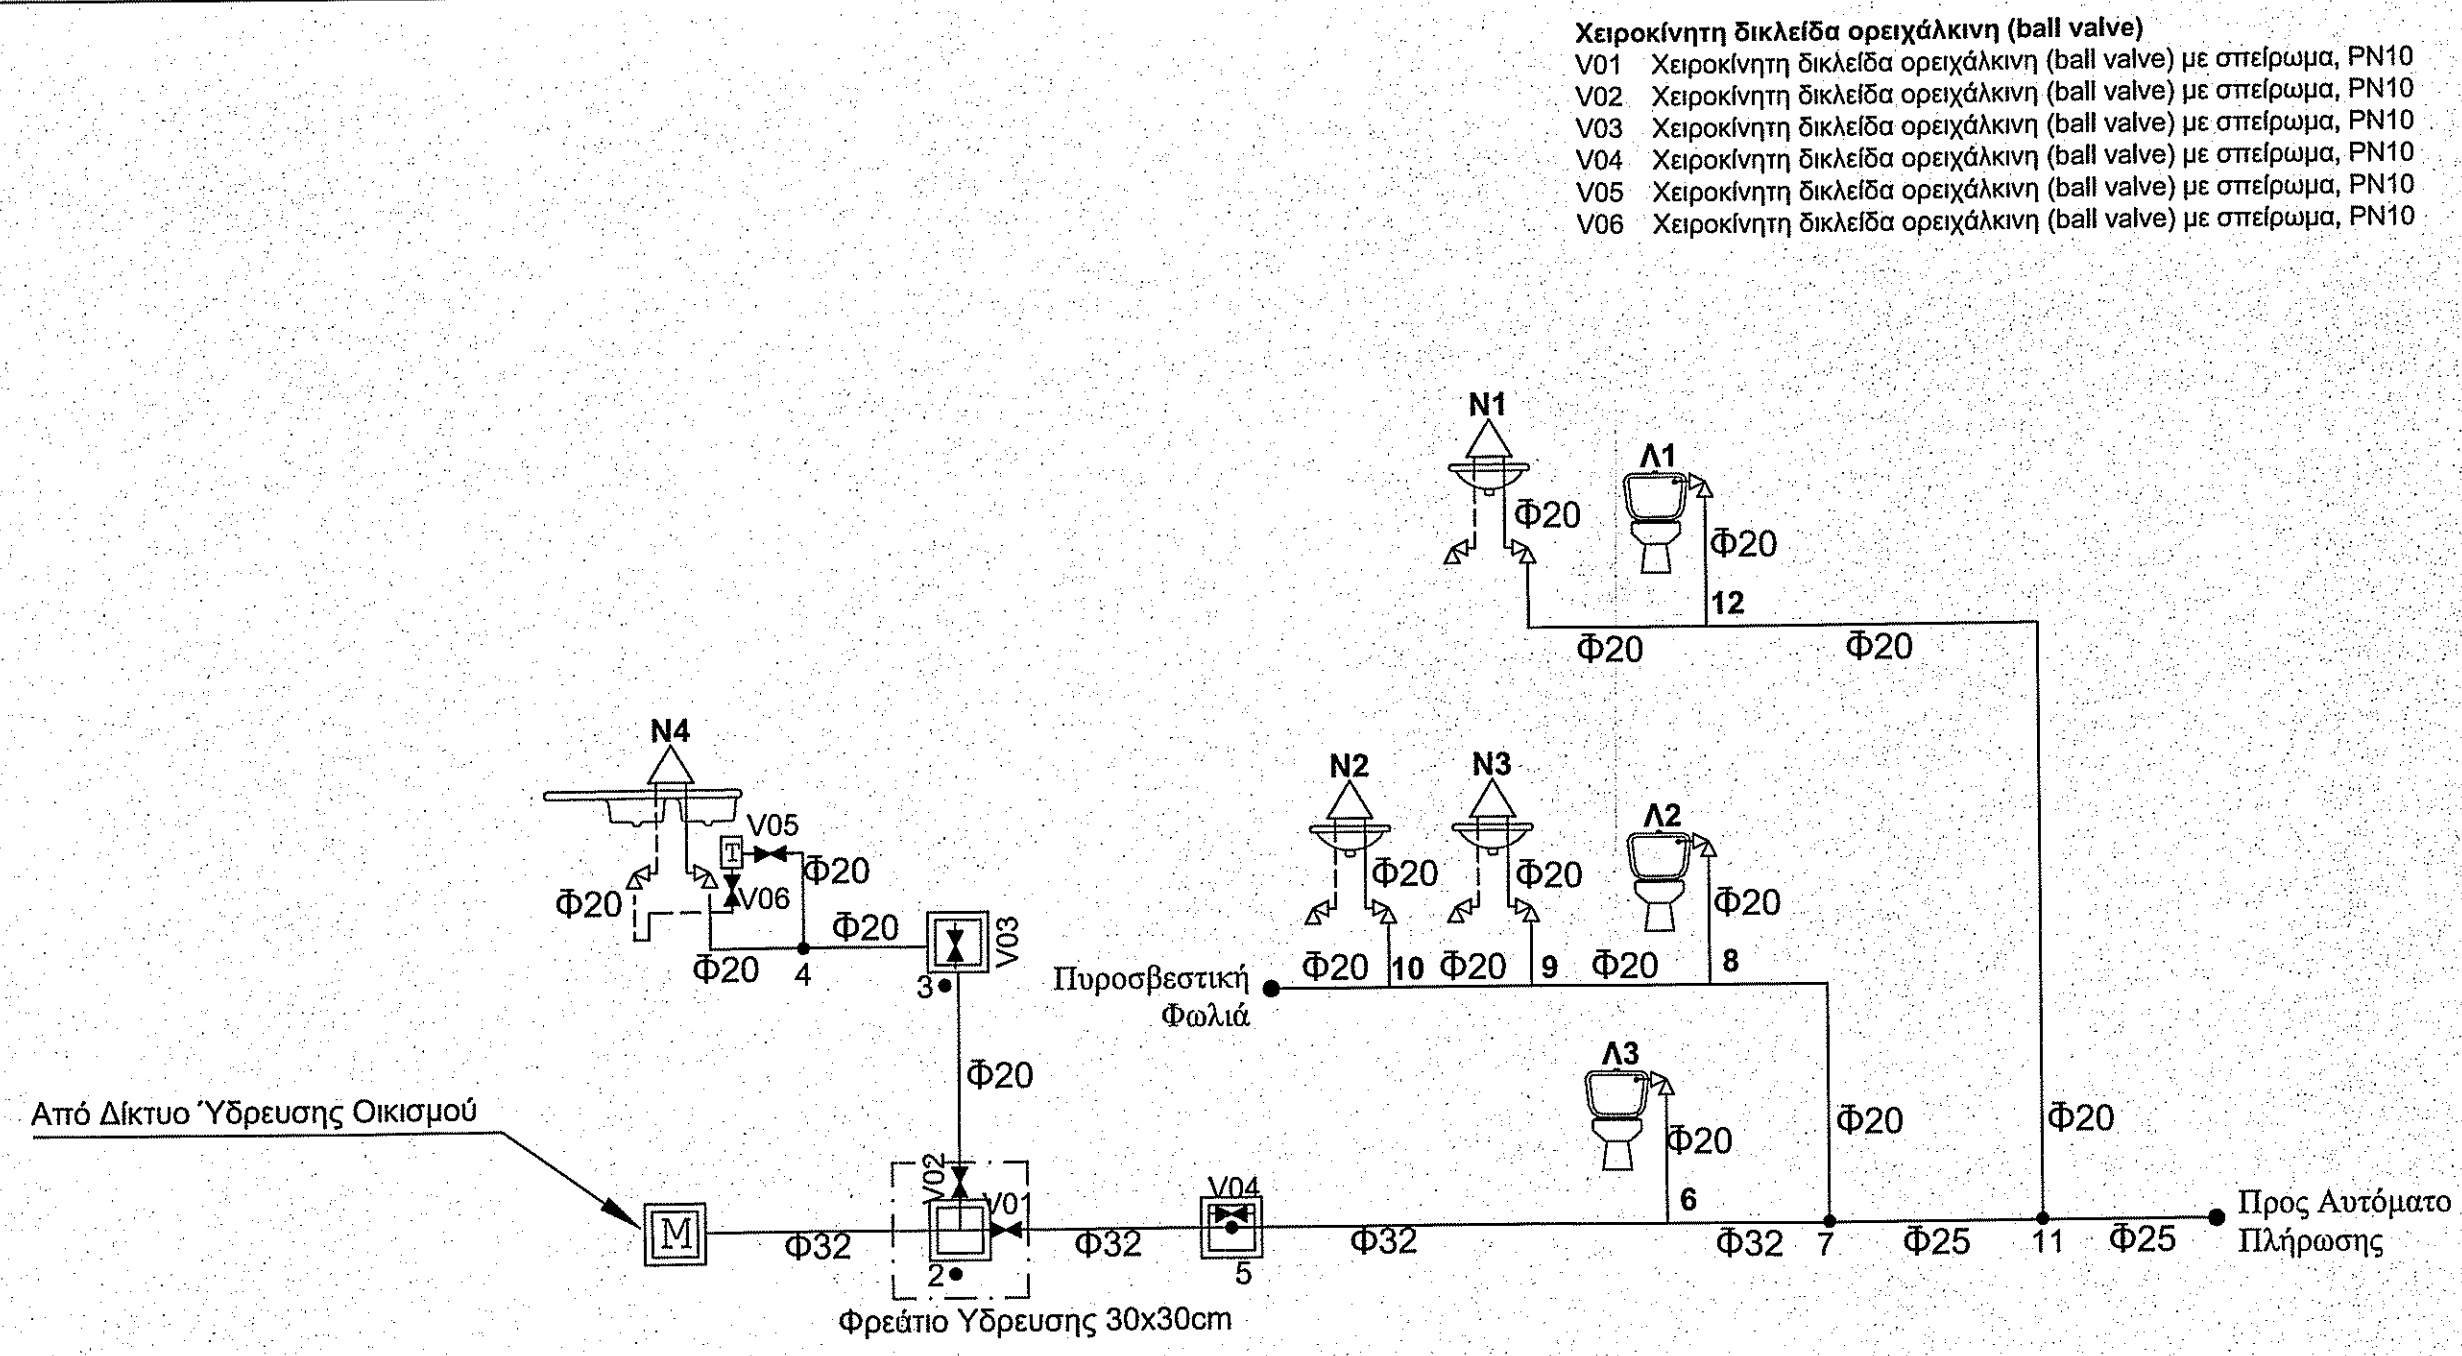 Χειροκίνητη δικλείδα ορειχάλκινη (ball valve)
V01 Χειροκίνητη δικλείδα ορειχάλκινη (ball valve) με σπείρωμα, PN10
V02 Χειροκίνητη δικλείδα ορειχάλκινη (ball valve) με σπείρωμα, PN10
V03 Χειροκίνητη δικλείδα ορειχάλκινη (ball valve) με σπείρωμα, PN10
V04 Χειροκίνητη δικλείδα ορειχάλκινη (ball valve) με σπείρωμα, PN10
V05 Χειροκίνητη δικλείδα ορειχάλκινη (ball valve) με σπείρωμα, PN10
V06 Χειροκίνητη δικλείδα ορειχάλκινη (ball valve) με σπείρωμα, PN10
N1
Λ1
Φ20
Φ20
12
Φ20
Φ20
N4
V05
T
Φ20
V06
Φ20
Φ20
V03
Φ20
4
3
N2
N3
Λ2
Φ20
Φ20
Φ20
Φ20
10
Φ20
9
Φ20
8
Πυροσβεστική
Φωλιά
Φ20
Λ3
Φ20
Φ20
Φ20
Από Δίκτυο Ύδρευσης Οικισμού
M
Φ32
V02
V01
2
Φ32
V04
5
Φ32
6
Φ32
7
Φ25
11
Φ25
Προς Αυτόματο
Πλήρωσης
Φρεάτιο Υδρευσης 30x30cm